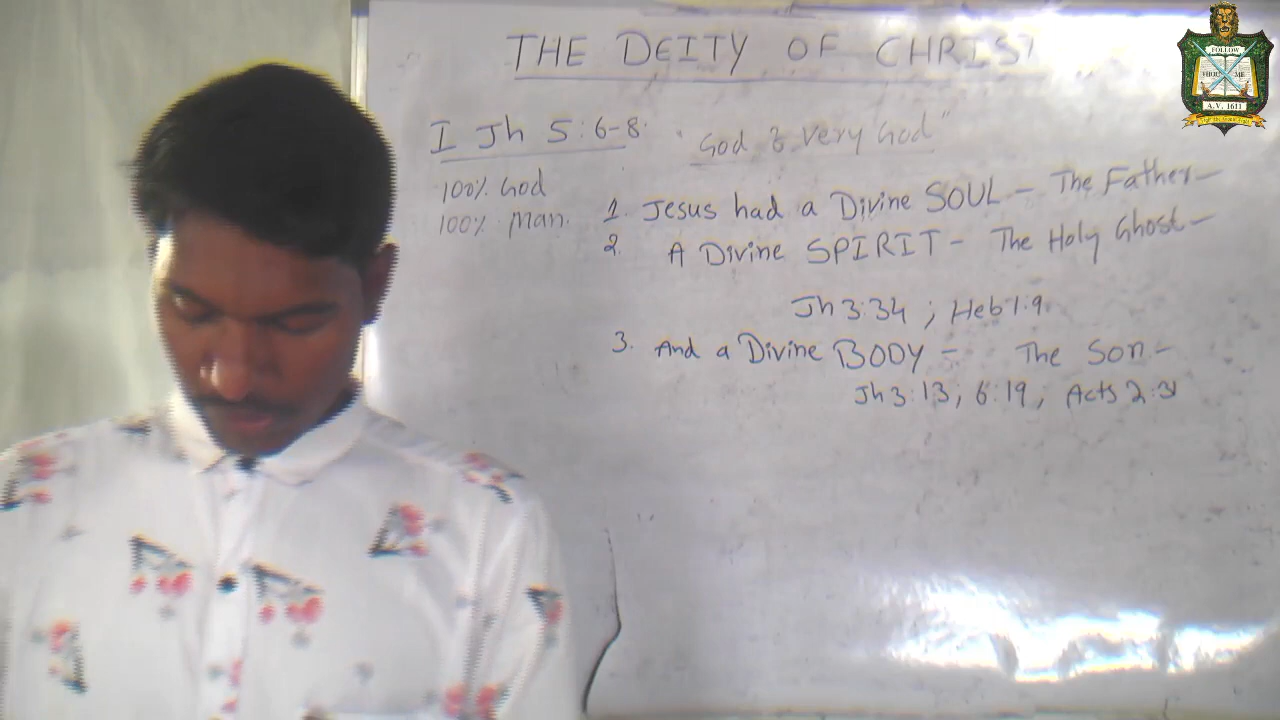 THE DEITY OF CHRIST
I Jh 5:6-8. "God & Very God"
100% God
100% Man.
1. Jesus had a Divine SOUL - The Father -
2. A Divine SPIRIT - The Holy Ghost -
Jh 3:34 ; Heb 1:9.
3. And a Divine BODY - The Son -
Jh 3:13; 6:19, Acts 2:31
FOLLOW
THOU ME
A.V. 1611